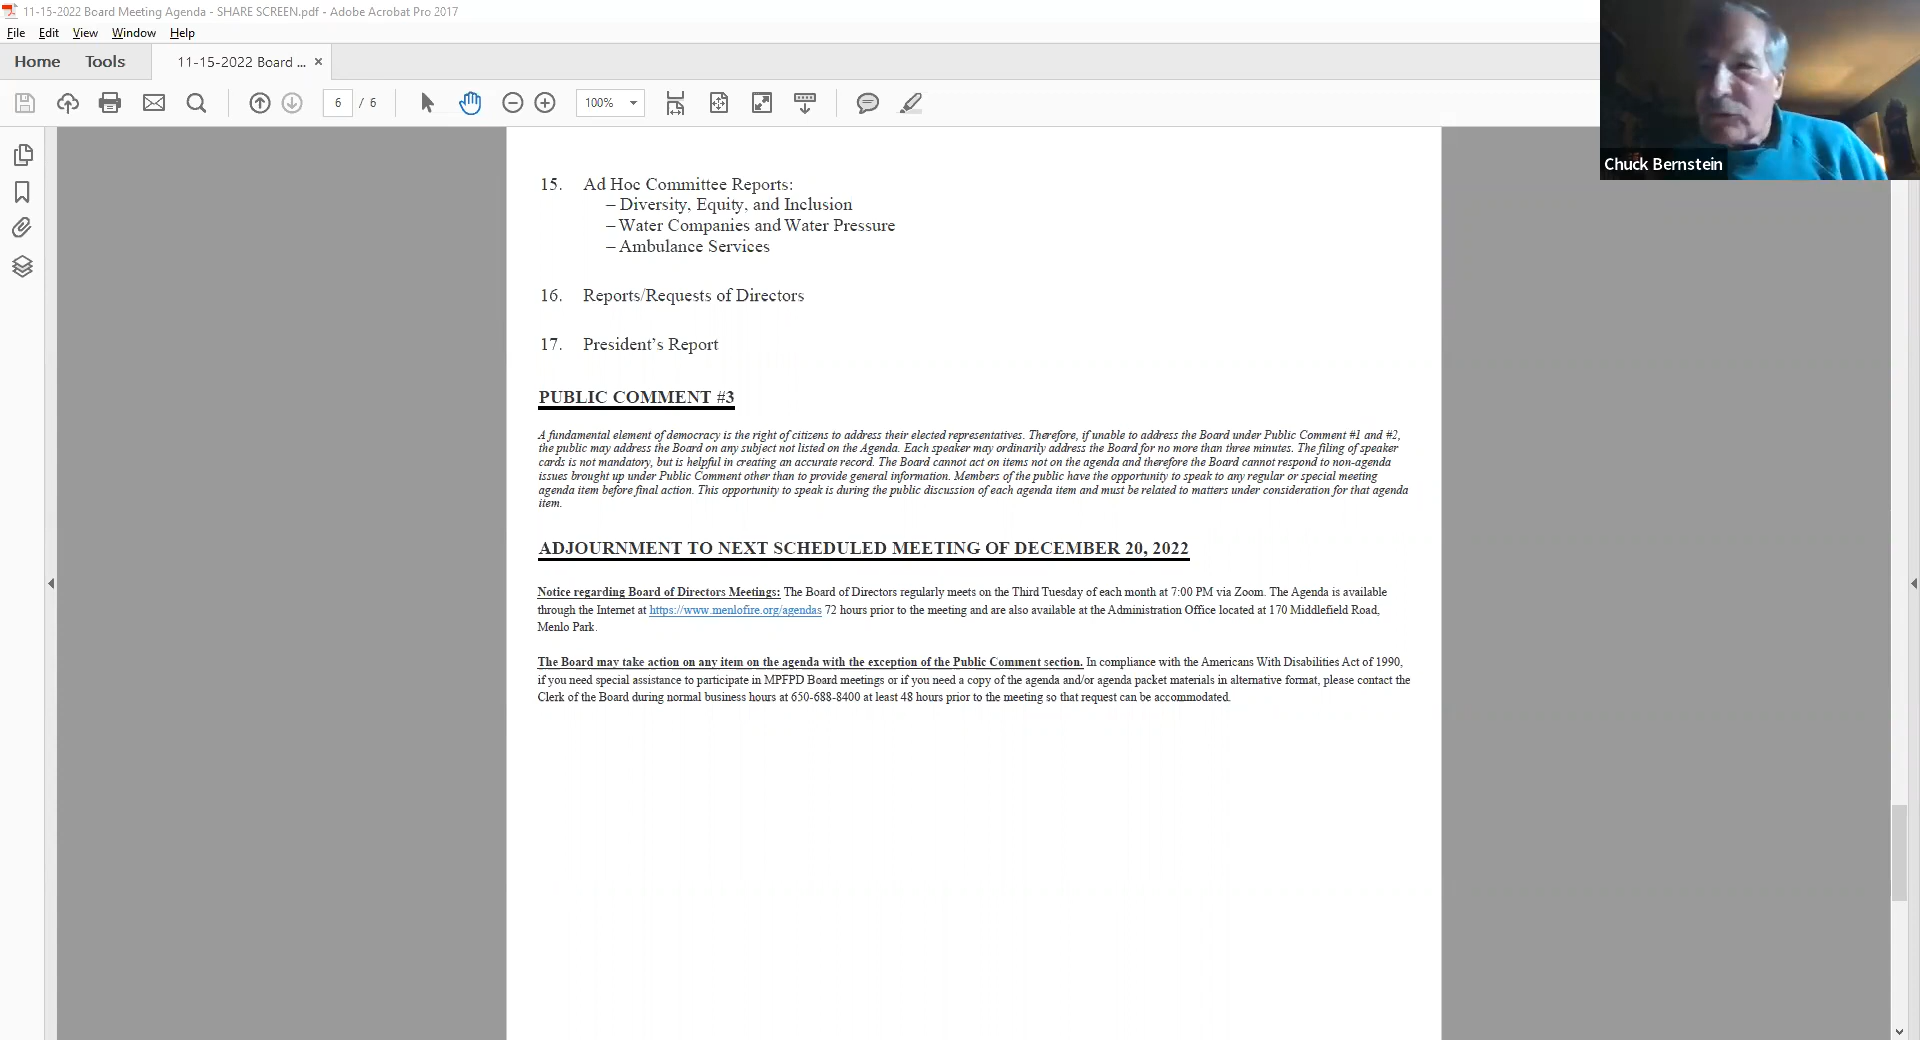 11-15-2022 Board Meeting Agenda - SHARE SCREEN.pdf - Adobe Acrobat Pro 2017
File Edit View Window Help
Home Tools 11-15-2022 Board ... ×
6 / 6 100%
Chuck Bernstein
15. Ad Hoc Committee Reports:
– Diversity, Equity, and Inclusion
– Water Companies and Water Pressure
– Ambulance Services
16. Reports/Requests of Directors
17. President’s Report
PUBLIC COMMENT #3
A fundamental element of democracy is the right of citizens to address their elected representatives. Therefore, if unable to address the Board under Public Comment #1 and #2,
the public may address the Board on any subject not listed on the Agenda. Each speaker may ordinarily address the Board for no more than three minutes. The filing of speaker
cards is not mandatory, but is helpful in creating an accurate record. The Board cannot act on items not on the agenda and therefore the Board cannot respond to non-agenda
issues brought up under Public Comment other than to provide general information. Members of the public have the opportunity to speak to any regular or special meeting
agenda item before final action. This opportunity to speak is during the public discussion of each agenda item and must be related to matters under consideration for that agenda
item.
ADJOURNMENT TO NEXT SCHEDULED MEETING OF DECEMBER 20, 2022
Notice regarding Board of Directors Meetings: The Board of Directors regularly meets on the Third Tuesday of each month at 7:00 PM via Zoom. The Agenda is available
through the Internet at https://www.menlofire.org/agendas 72 hours prior to the meeting and are also available at the Administration Office located at 170 Middlefield Road,
Menlo Park.
The Board may take action on any item on the agenda with the exception of the Public Comment section. In compliance with the Americans With Disabilities Act of 1990,
if you need special assistance to participate in MPFPD Board meetings or if you need a copy of the agenda and/or agenda packet materials in alternative format, please contact the
Clerk of the Board during normal business hours at 650-688-8400 at least 48 hours prior to the meeting so that request can be accommodated.